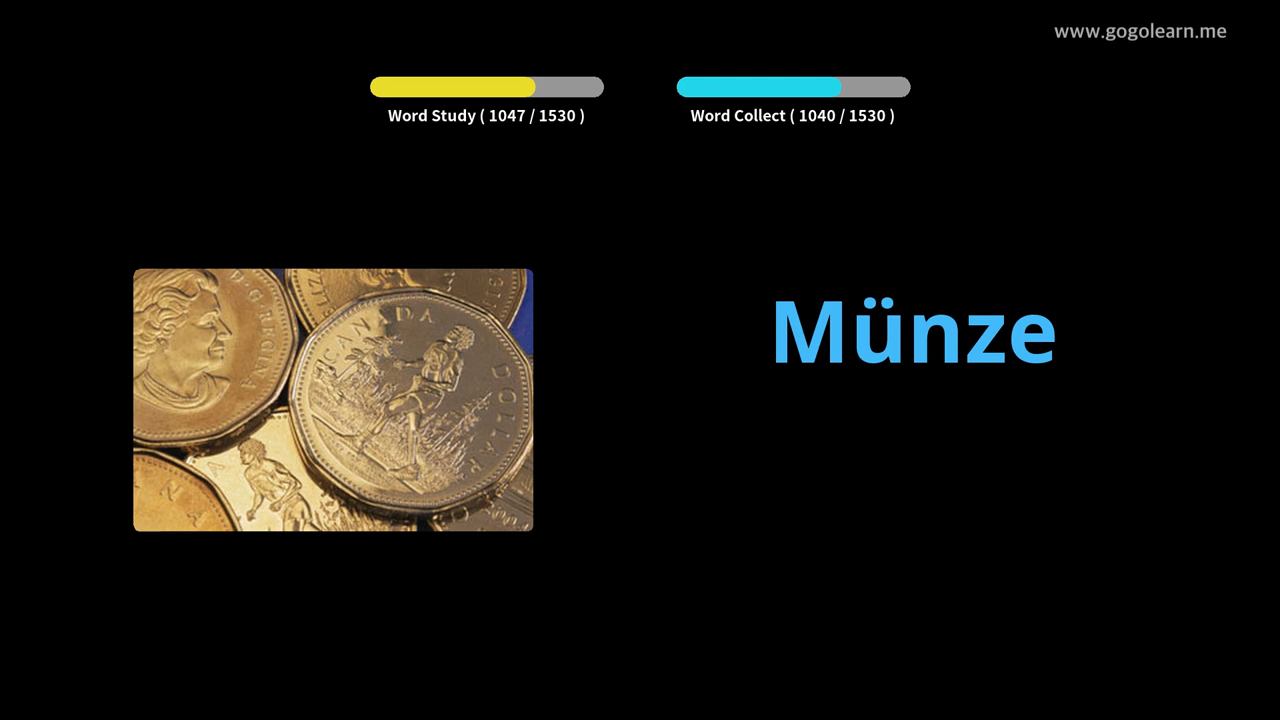 www.gogolearn.me
Word Study ( 1047 / 1530 )
Word Collect ( 1040 / 1530 )
Münze
D·G·REGINA
CANADA
DOLLAR